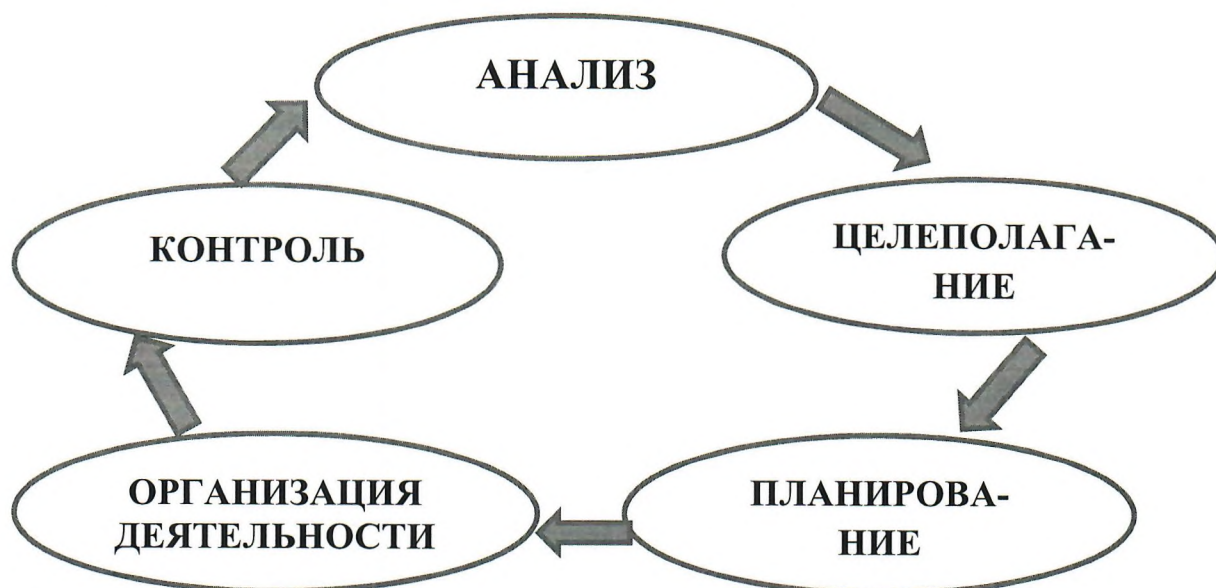 АНАЛИЗ
ЦЕЛЕПОЛАГА-
НИЕ
ПЛАНИРОВА-
НИЕ
ОРГАНИЗАЦИЯ
ДЕЯТЕЛЬНОСТИ
КОНТРОЛЬ